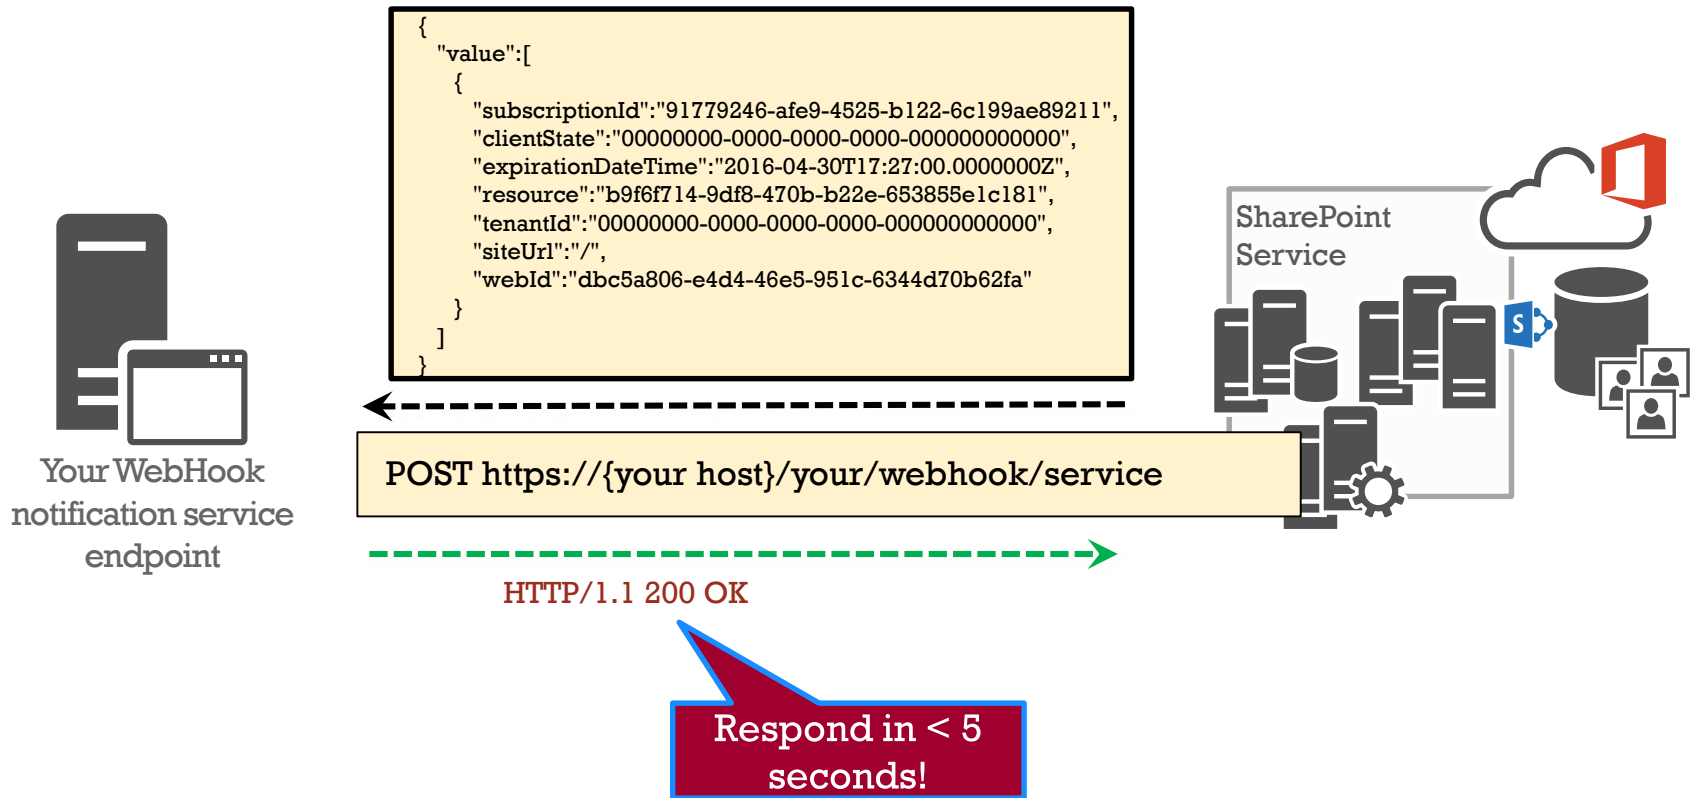 {
"value":[
{
"subscriptionId":"91779246-afe9-4525-b122-6c199ae89211",
"clientState":"00000000-0000-0000-0000-000000000000",
"expirationDateTime":"2016-04-30T17:27:00.0000000Z",
"resource":"b9f6f714-9df8-470b-b22e-653855e1c181",
"tenantId":"00000000-0000-0000-0000-000000000000",
"siteUrl":"/",
"webId":"dbc5a806-e4d4-46e5-951c-6344d70b62fa"
}
]
}
SharePoint
Service
S
POST https://{your host}/your/webhook/service
Your WebHook
notification service
endpoint
HTTP/1.1 200 OK
Respond in < 5
seconds!